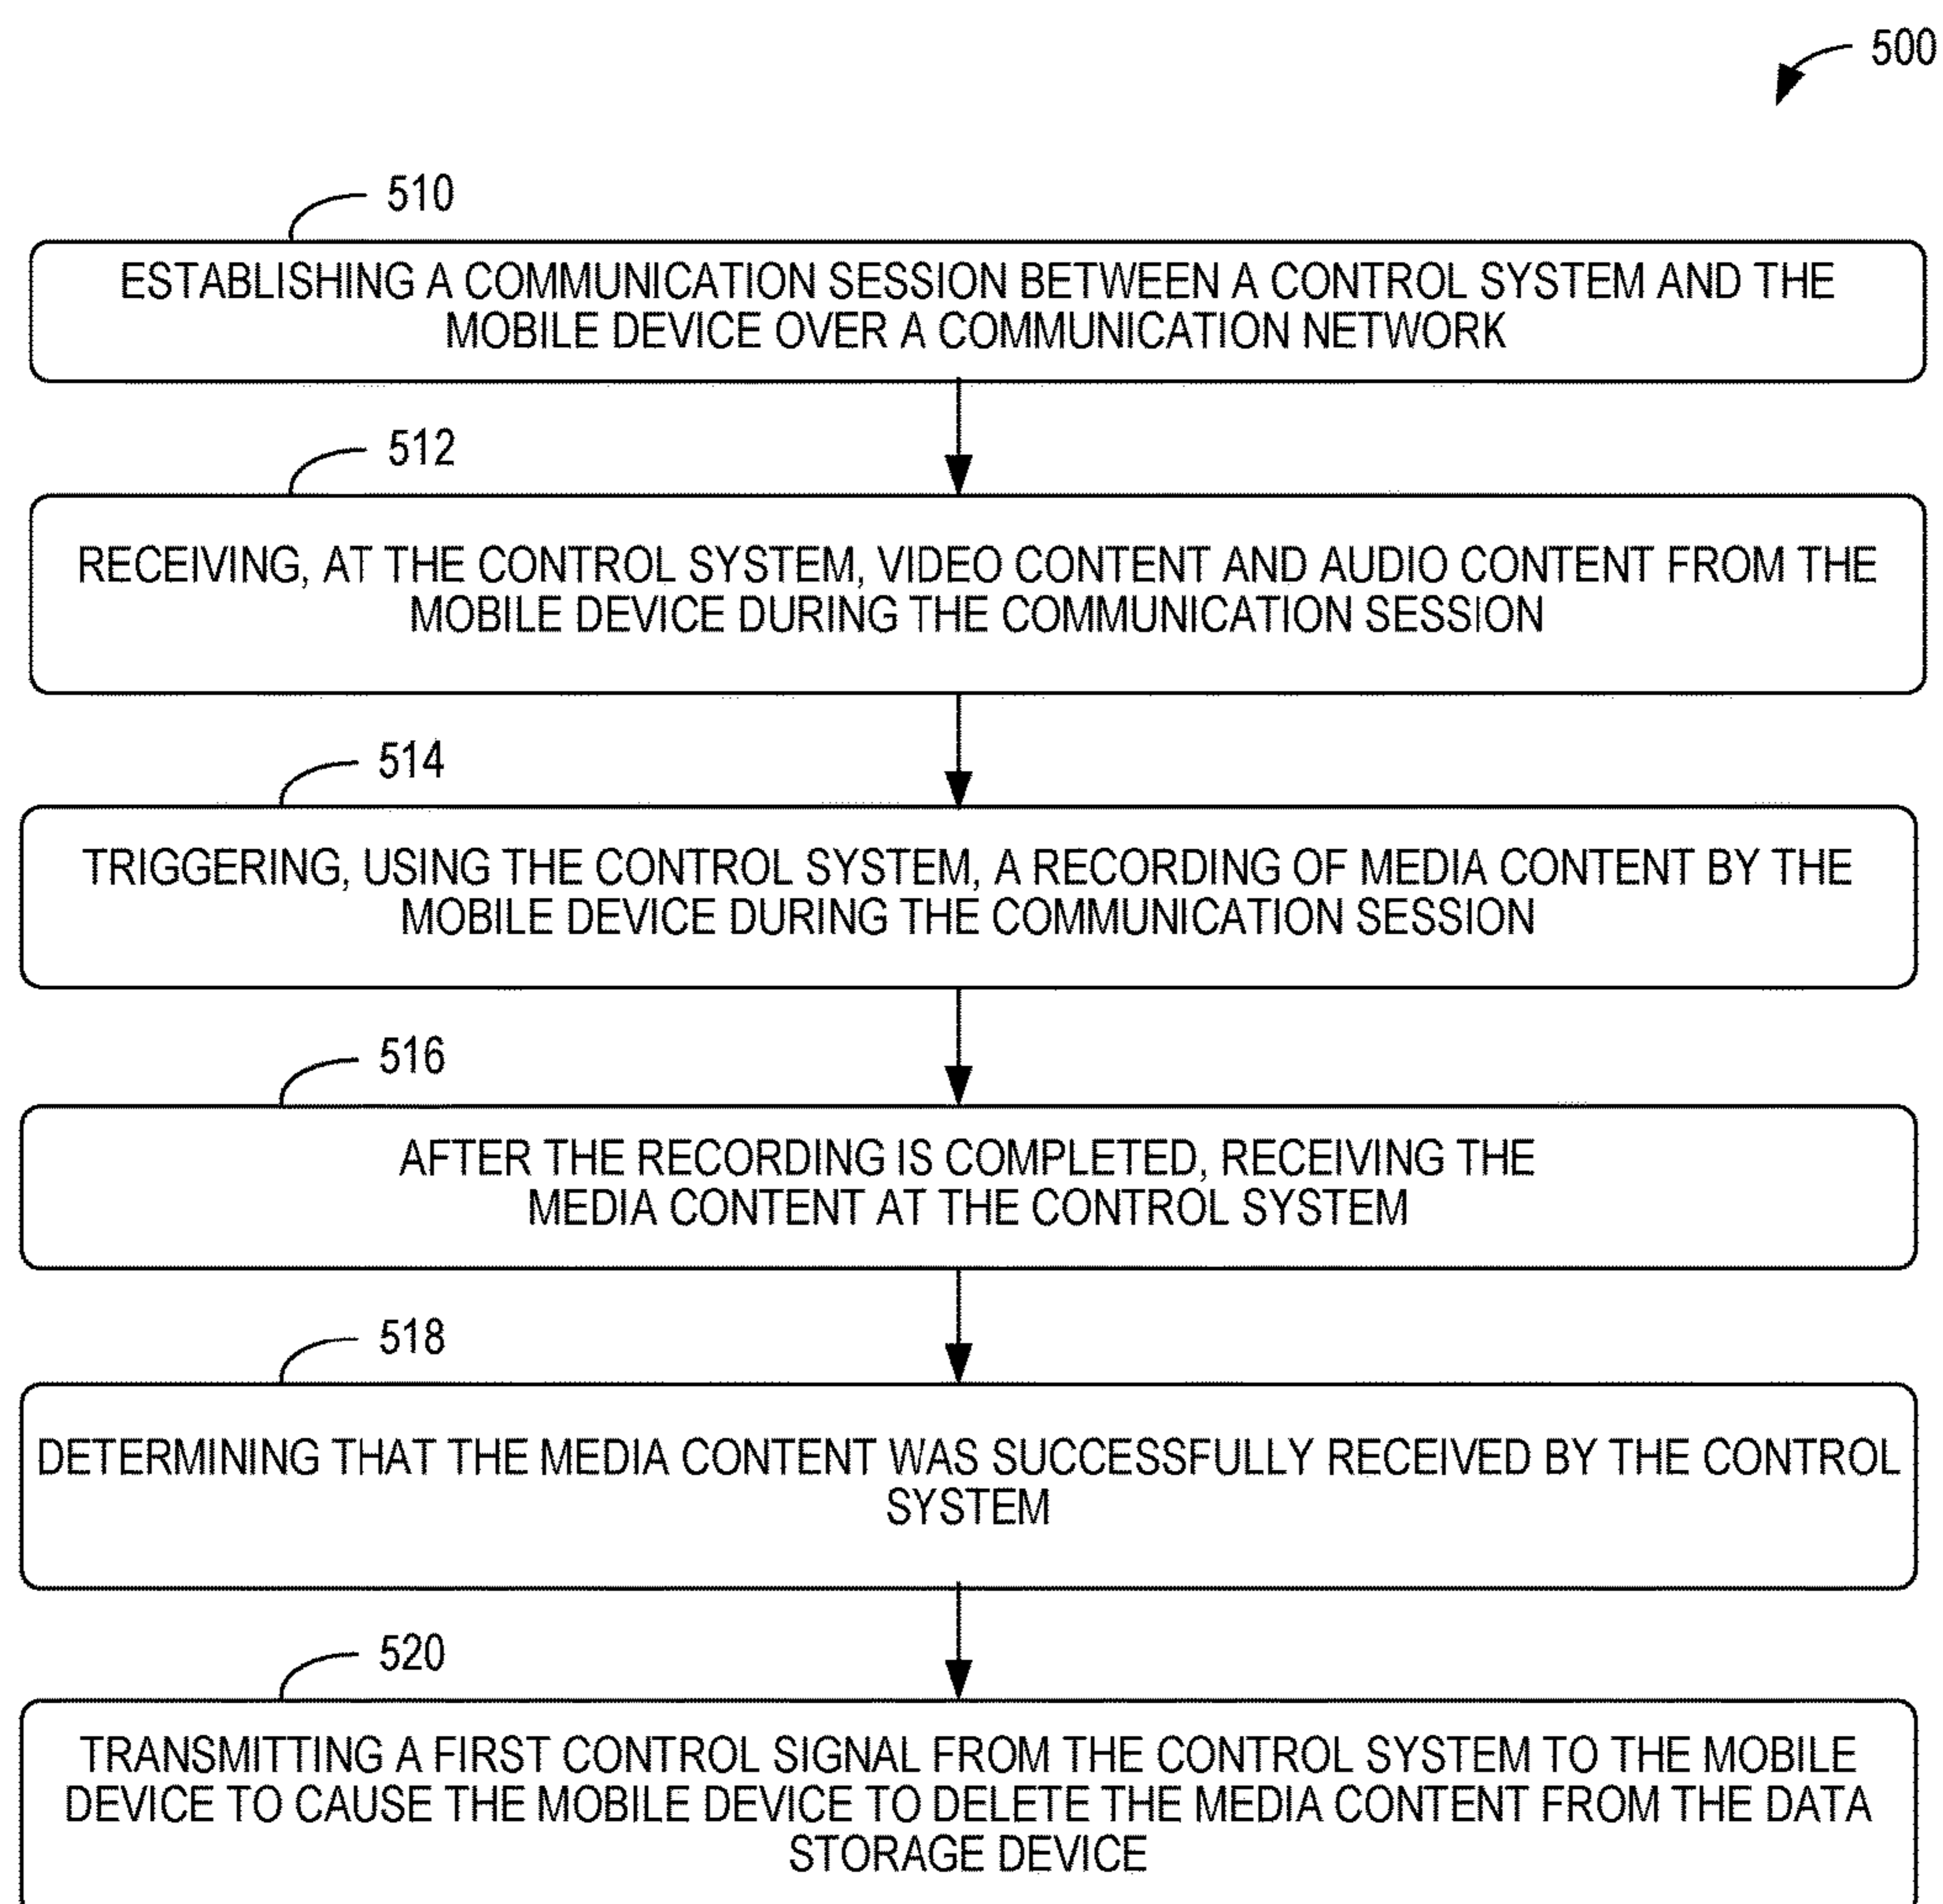 500
510
ESTABLISHING A COMMUNICATION SESSION BETWEEN A CONTROL SYSTEM AND THE
MOBILE DEVICE OVER A COMMUNICATION NETWORK
512
RECEIVING, AT THE CONTROL SYSTEM, VIDEO CONTENT AND AUDIO CONTENT FROM THE
MOBILE DEVICE DURING THE COMMUNICATION SESSION
514
TRIGGERING, USING THE CONTROL SYSTEM, A RECORDING OF MEDIA CONTENT BY THE
MOBILE DEVICE DURING THE COMMUNICATION SESSION
516
AFTER THE RECORDING IS COMPLETED, RECEIVING THE
MEDIA CONTENT AT THE CONTROL SYSTEM
518
DETERMINING THAT THE MEDIA CONTENT WAS SUCCESSFULLY RECEIVED BY THE CONTROL
SYSTEM
520
TRANSMITTING A FIRST CONTROL SIGNAL FROM THE CONTROL SYSTEM TO THE MOBILE
DEVICE TO CAUSE THE MOBILE DEVICE TO DELETE THE MEDIA CONTENT FROM THE DATA
STORAGE DEVICE